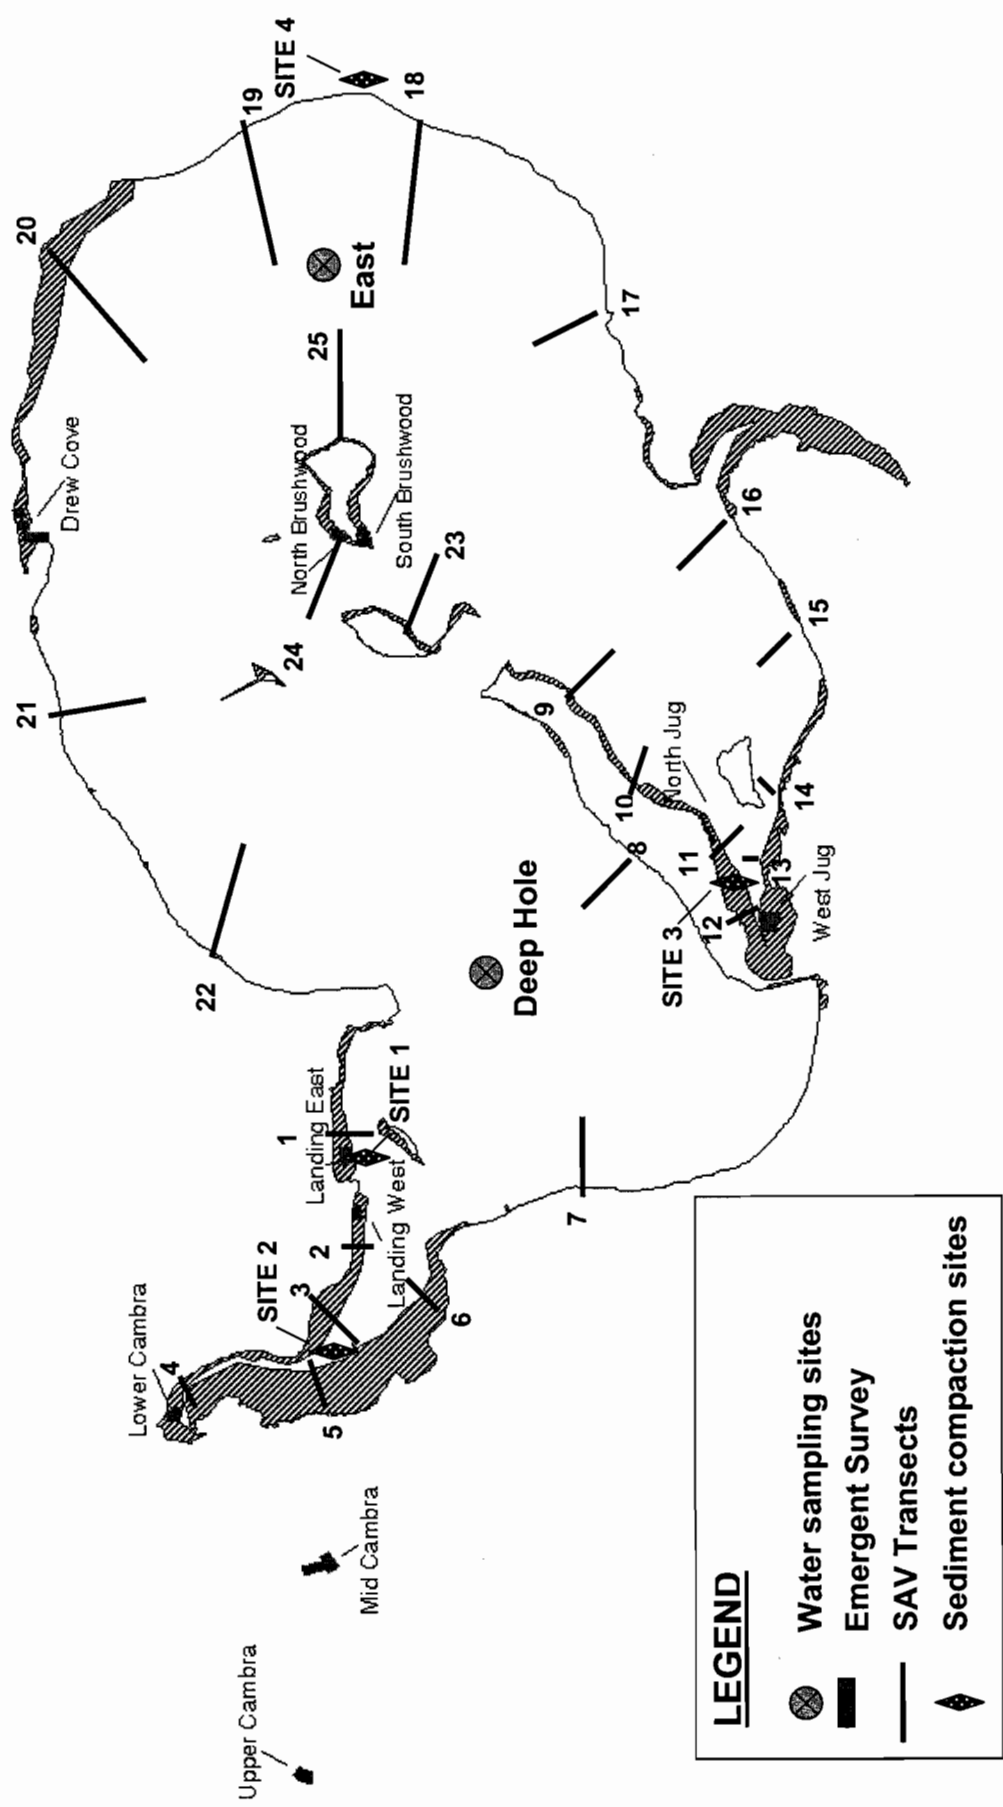 Upper Cambra
Mid Cambra
Lower Cambra
4
5
SITE 2
3
2
6
Landing West
Landing East
1
SITE 1
7
22
21
Deep Hole
8
SITE 3
12
11
13
West Jug
14
10
North Jug
9
15
16
24
23
North Brushwood
South Brushwood
25
Drew Cove
20
East
17
19
18
SITE 4
LEGEND
Water sampling sites
Emergent Survey
SAV Transects
Sediment compaction sites